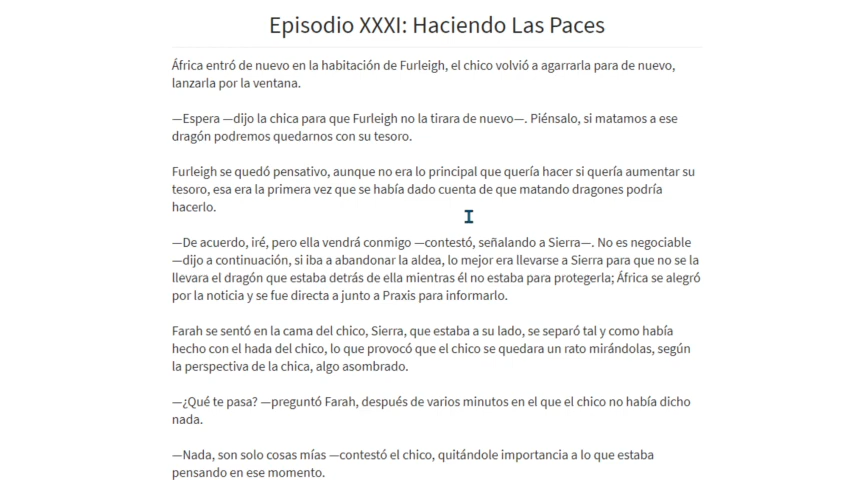 Episodio XXXI: Haciendo Las Paces
África entró de nuevo en la habitación de Furleigh, el chico volvió a agarrarla para de nuevo,
lanzarla por la ventana.
—Espera —dijo la chica para que Furleigh no la tirara de nuevo—. Piénsalo, si matamos a ese
dragón podremos quedarnos con su tesoro.
Furleigh se quedó pensativo, aunque no era lo principal que quería hacer si quería aumentar su
tesoro, esa era la primera vez que se había dado cuenta de que matando dragones podría
hacerlo.
—De acuerdo, iré, pero ella vendrá conmigo —contestó, señalando a Sierra—. No es negociable
—dijo a continuación, si iba a abandonar la aldea, lo mejor era llevarse a Sierra para que no se la
llevara el dragón que estaba detrás de ella mientras él no estaba para protegerla; África se alegró
por la noticia y se fue directa a junto a Praxis para informarlo.
Farah se sentó en la cama del chico, Sierra, que estaba a su lado, se separó tal y como había
hecho con el hada del chico, lo que provocó que el chico se quedara un rato mirándolas, según
la perspectiva de la chica, algo asombrado.
—¿Qué te pasa? —preguntó Farah, después de varios minutos en el que el chico no había dicho
nada.
—Nada, son solo cosas mías —contestó el chico, quitándole importancia a lo que estaba
pensando en ese momento.